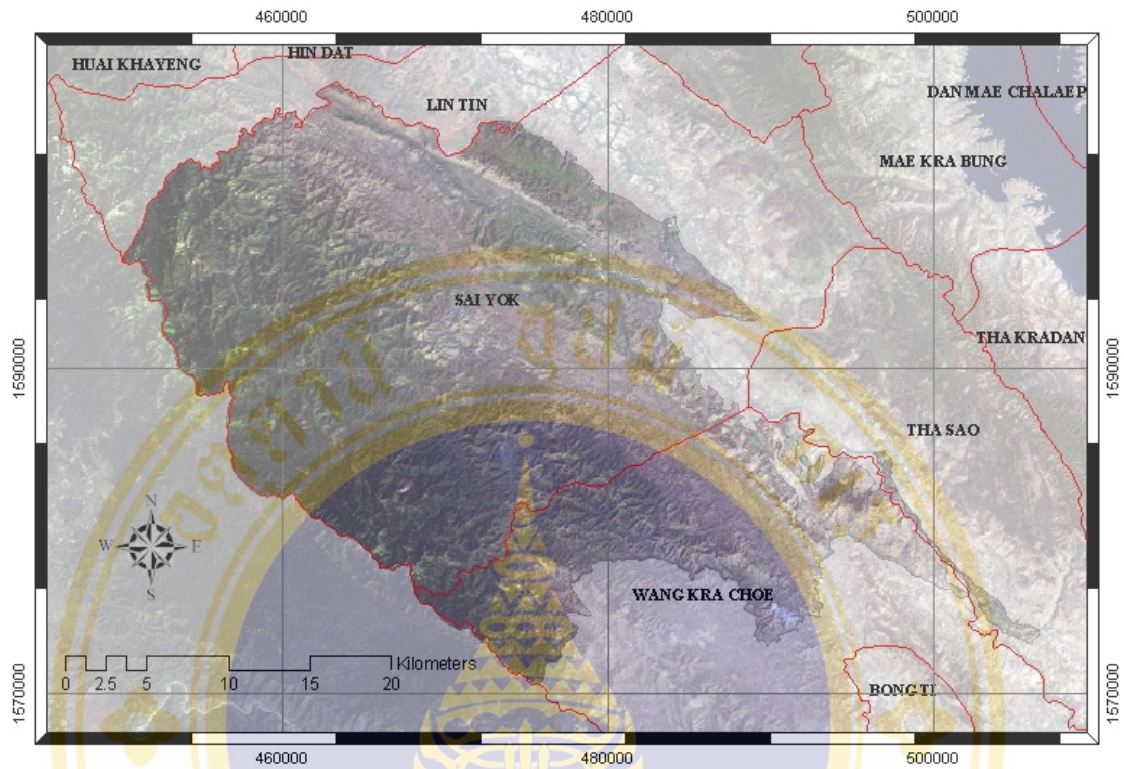 460000 480000 500000
HUAI KHAYENG
HIN DAT
LIN TIN
DAN MAE CHALAEP
MAE KRA BUNG
SAI YOK
THA KRADAN
1590000
1590000
THA SAO
N
W E
S
WANG KRA CHOE
Kilometers
0 2.5 5 10 15 20
BONG TI
1570000
1570000
460000 480000 500000